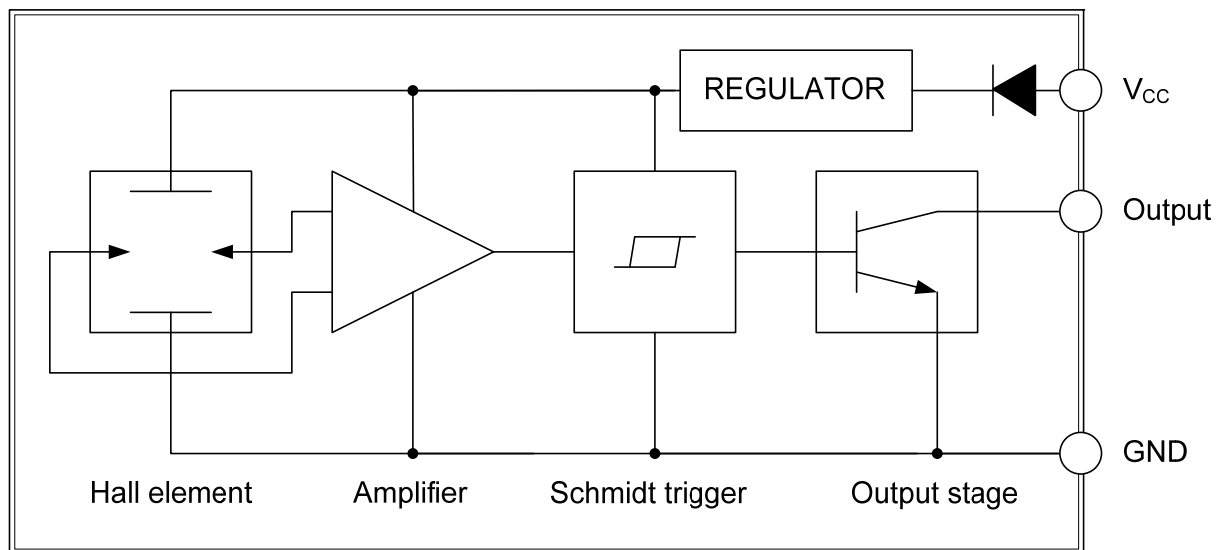 REGULATOR
VCC
Output
GND
Hall element
Amplifier
Schmidt trigger
Output stage